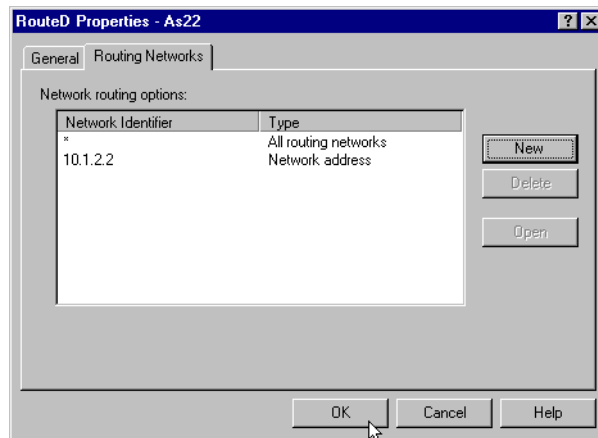 RouteD Properties - As22
General Routing Networks
Network routing options:
Network Identifier Type
* All routing networks
10.1.2.2 Network address
New
Delete
Open
OK Cancel Help